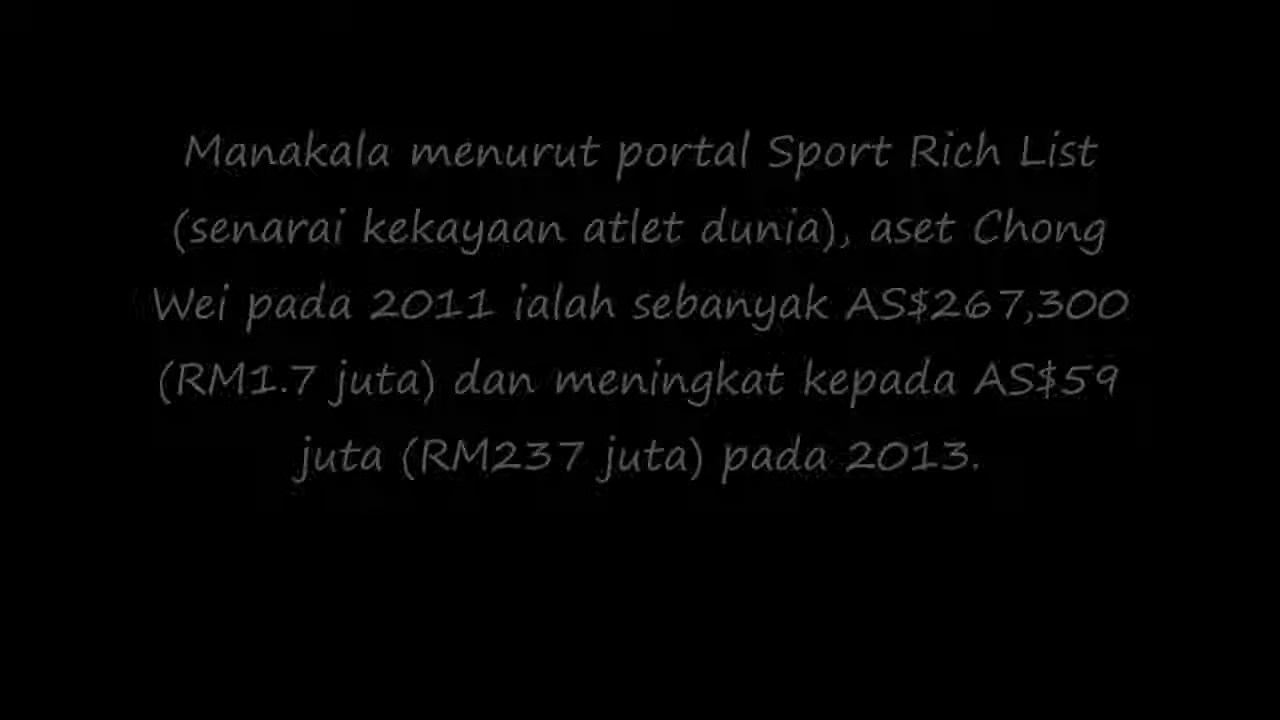 Manakala menurut portal Sport Rich List
(senarai kekayaan atlet dunia), aset Chong
Wei pada 2011 ialah sebanyak AS$267,300
(RM1.7 juta) dan meningkat kepada AS$59
juta (RM237 juta) pada 2013.